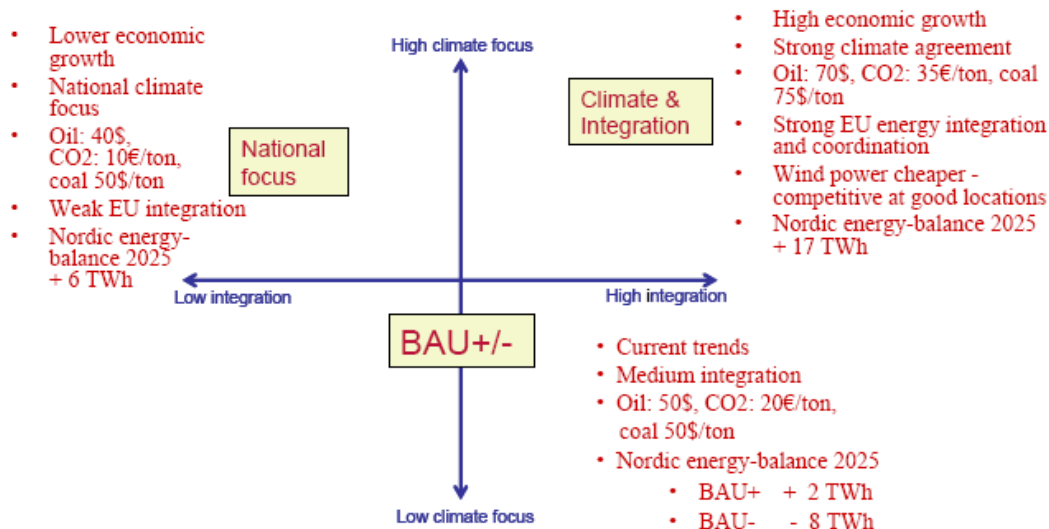 • Lower economic
growth
• National climate
focus
• Oil: 40$,
CO2: 10€/ton,
coal 50$/ton
• Weak EU integration
• Nordic energy-
balance 2025
+ 6 TWh
High climate focus
National
focus
Climate &
Integration
• High economic growth
• Strong climate agreement
• Oil: 70$, CO2: 35€/ton, coal
75$/ton
• Strong EU energy integration
and coordination
• Wind power cheaper -
competitive at good locations
• Nordic energy-balance 2025
+ 17 TWh
Low integration
High integration
BAU+/-
• Current trends
• Medium integration
• Oil: 50$, CO2: 20€/ton,
coal 50$/ton
• Nordic energy-balance 2025
• BAU+ + 2 TWh
• BAU- - 8 TWh
Low climate focus